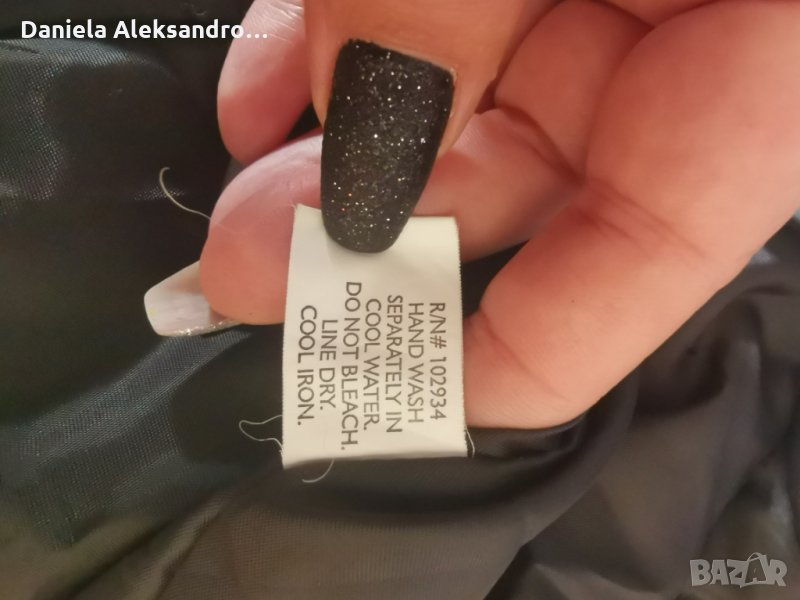 Daniela Aleksandro...
R/N# 102934
HAND WASH
SEPARATELY IN
COOL WATER.
DO NOT BLEACH.
LINE DRY.
COOL IRON.
BAZAR